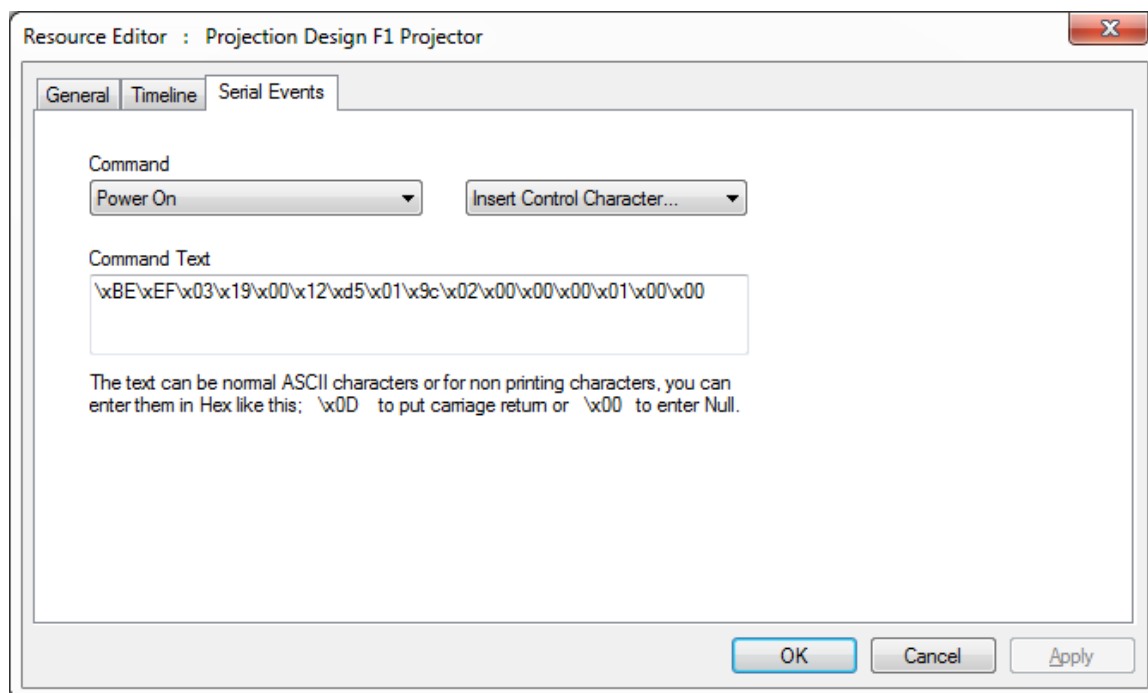 Resource Editor : Projection Design F1 Projector
General Timeline Serial Events
Command
Power On Insert Control Character...
Command Text
\xBE\xEF\x03\x19\x00\x12\xd5\x01\x9c\x02\x00\x00\x00\x01\x00\x00
The text can be normal ASCII characters or for non printing characters, you can
enter them in Hex like this; \x0D to put carriage return or \x00 to enter Null.
OK Cancel Apply